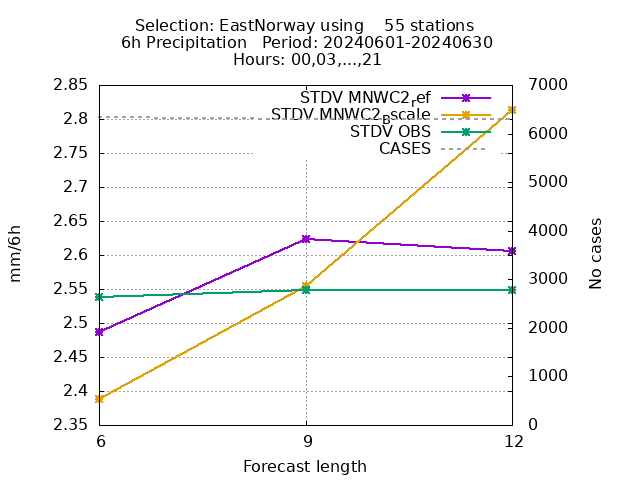 Selection: EastNorway using    55 stations
6h Precipitation   Period: 20240601-20240630
Hours: 00,03,...,21
2.85
2.8
2.75
2.7
2.65
2.6
2.55
2.5
2.45
2.4
2.35
7000
6000
5000
4000
3000
2000
1000
0
6
9
12
mm/6h
No cases
Forecast length
STDV MNWC2_ref
STDV MNWC2_Bscale
STDV OBS
CASES